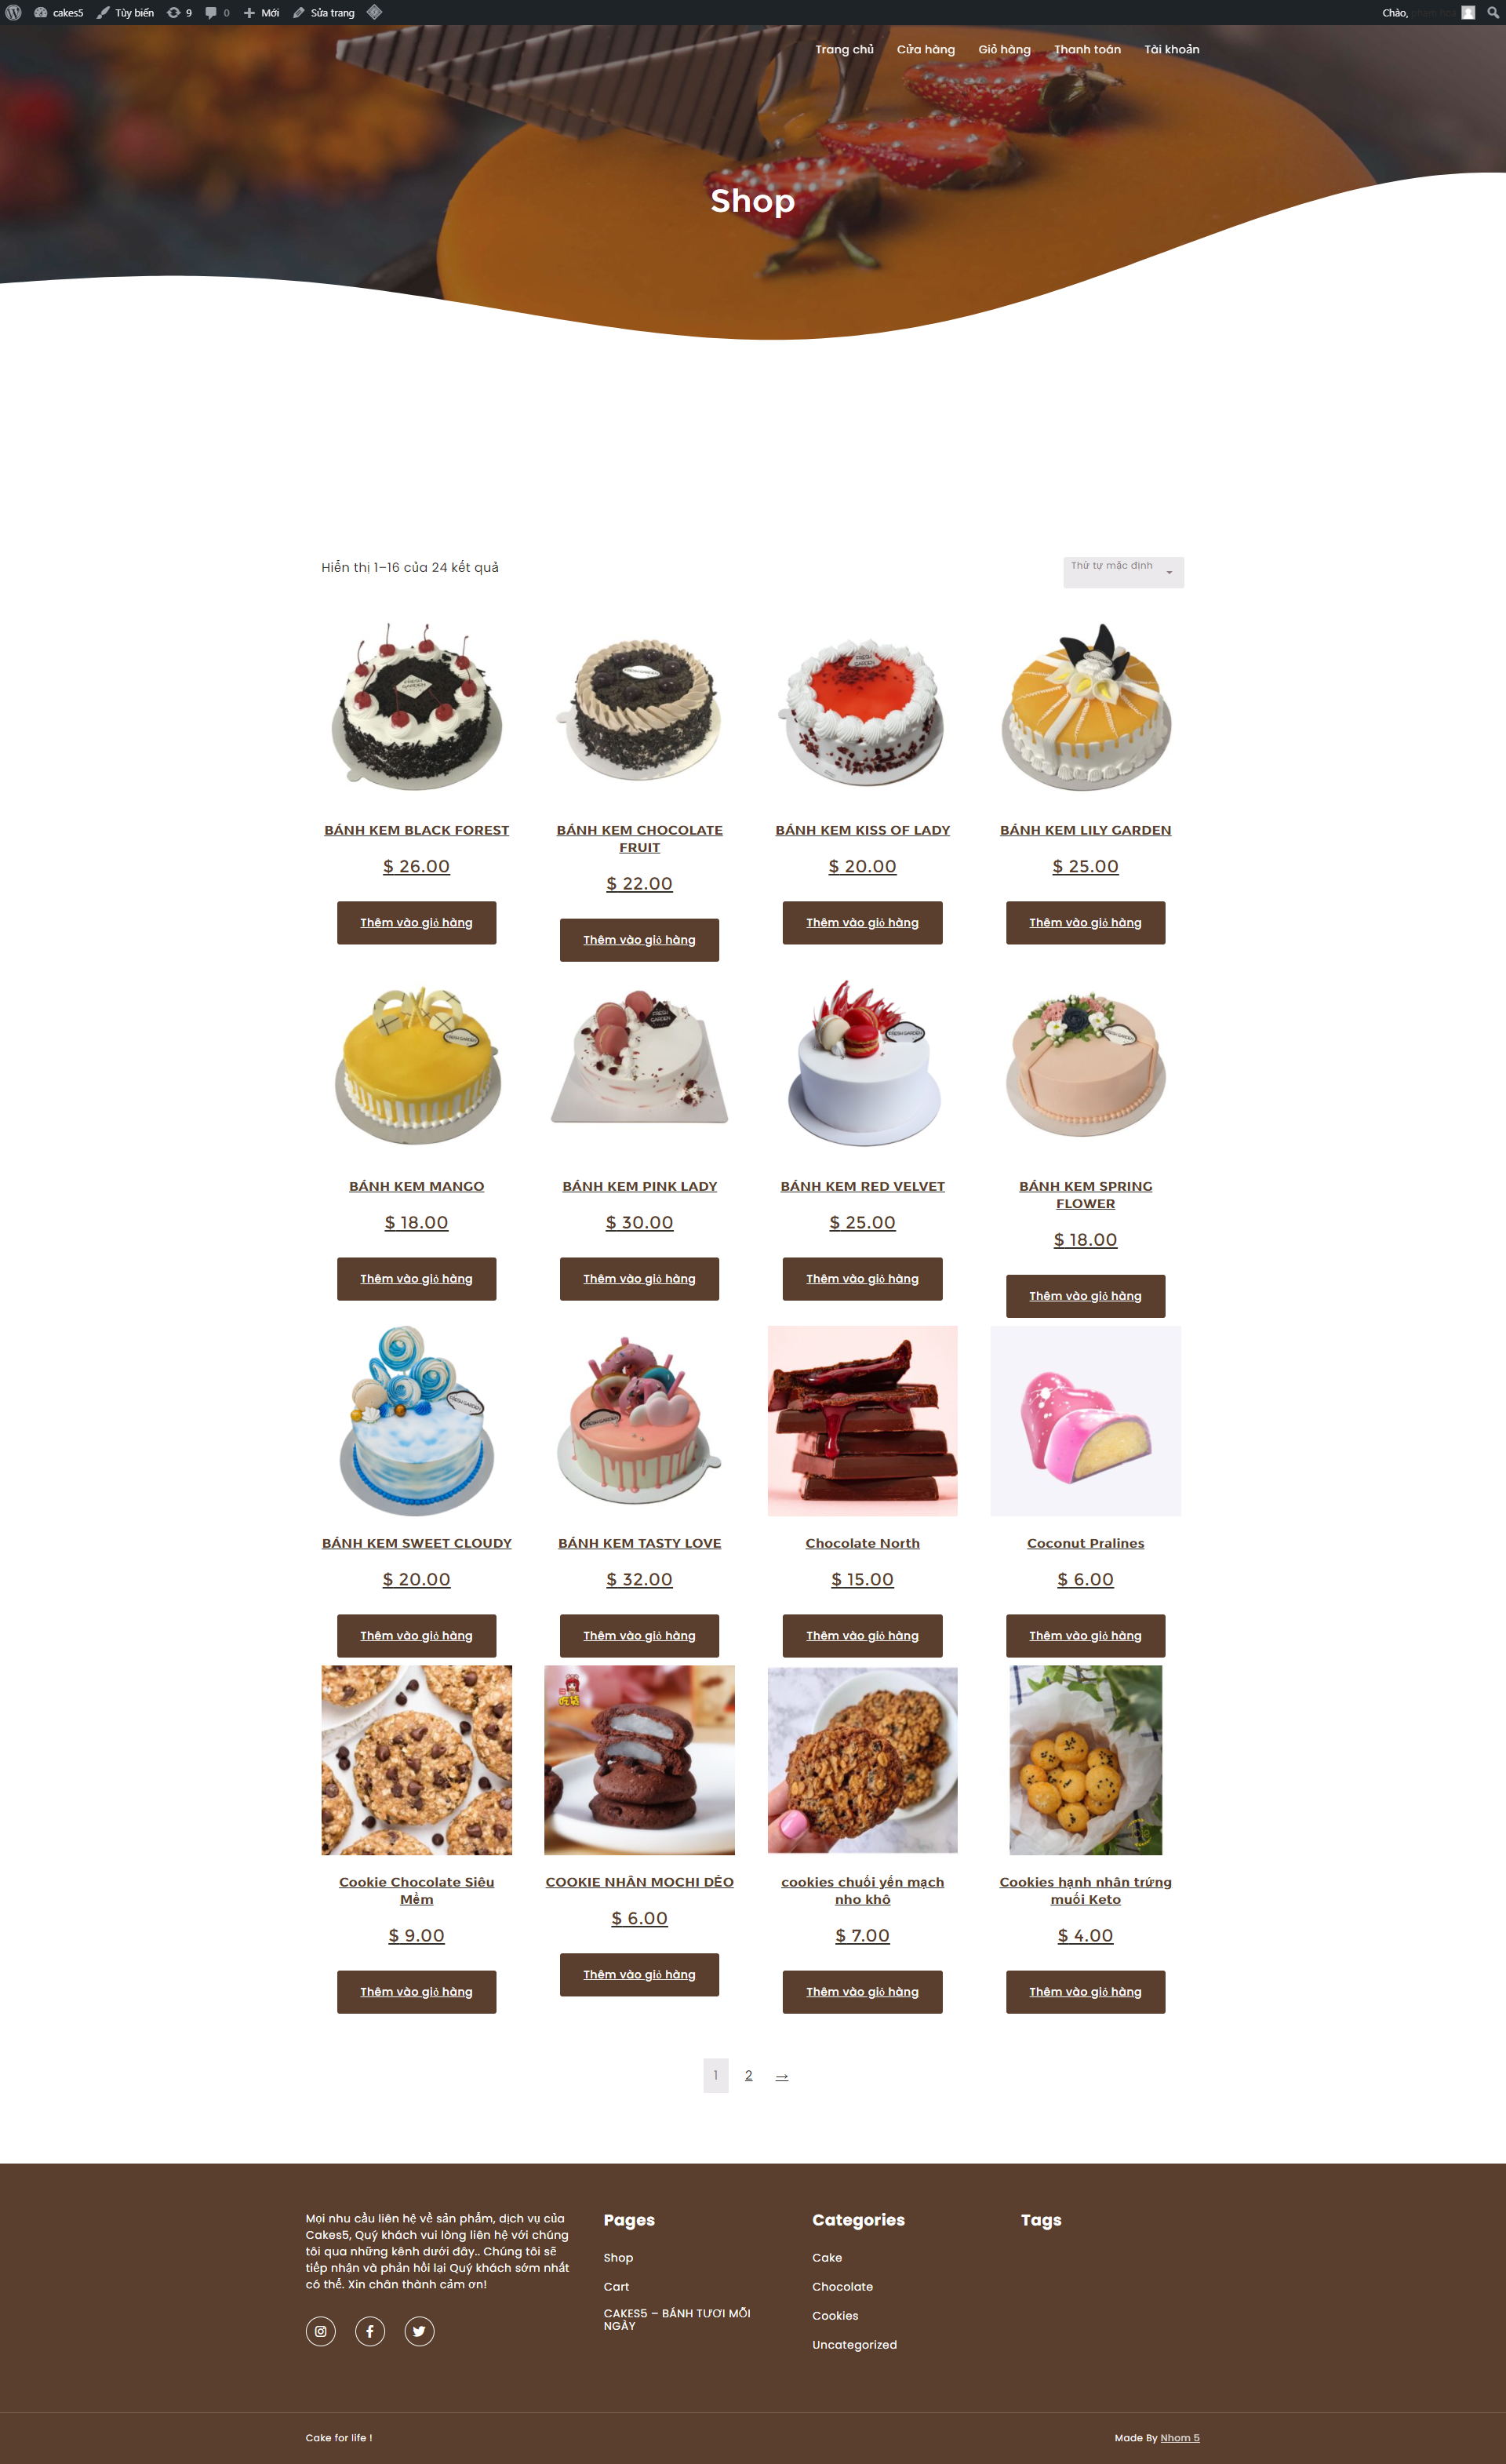 cakes5 Tùy biến 9 0 Mới Sửa trang Chào,
Trang chủ Cửa hàng Giỏ hàng Thanh toán Tài khoản
Shop
Hiển thị 1–16 của 24 kết quả
Thứ tự mặc định
BÁNH KEM BLACK FOREST
$ 26.00
Thêm vào giỏ hàng
BÁNH KEM CHOCOLATE
FRUIT
$ 22.00
Thêm vào giỏ hàng
BÁNH KEM KISS OF LADY
$ 20.00
Thêm vào giỏ hàng
BÁNH KEM LILY GARDEN
$ 25.00
Thêm vào giỏ hàng
BÁNH KEM MANGO
$ 18.00
Thêm vào giỏ hàng
BÁNH KEM PINK LADY
$ 30.00
Thêm vào giỏ hàng
BÁNH KEM RED VELVET
$ 25.00
Thêm vào giỏ hàng
BÁNH KEM SPRING
FLOWER
$ 18.00
Thêm vào giỏ hàng
BÁNH KEM SWEET CLOUDY
$ 20.00
Thêm vào giỏ hàng
BÁNH KEM TASTY LOVE
$ 32.00
Thêm vào giỏ hàng
Chocolate North
$ 15.00
Thêm vào giỏ hàng
Coconut Pralines
$ 6.00
Thêm vào giỏ hàng
Cookie Chocolate Siêu
Mềm
$ 9.00
Thêm vào giỏ hàng
COOKIE NHÂN MOCHI DẺO
$ 6.00
Thêm vào giỏ hàng
cookies chuối yến mạch
nho khô
$ 7.00
Thêm vào giỏ hàng
Cookies hạnh nhân trứng
muối Keto
$ 4.00
Thêm vào giỏ hàng
1 2 →
Mọi nhu cầu liên hệ về sản phẩm, dịch vụ của
Cakes5, Quý khách vui lòng liên hệ với chúng
tôi qua những kênh dưới đây.. Chúng tôi sẽ
tiếp nhận và phản hồi lại Quý khách sớm nhất
có thể. Xin chân thành cảm ơn!
Pages
Shop
Cart
CAKES5 – BÁNH TƯƠI MỖI
NGÀY
Categories
Cake
Chocolate
Cookies
Uncategorized
Tags
Cake for life !
Made By Nhom 5